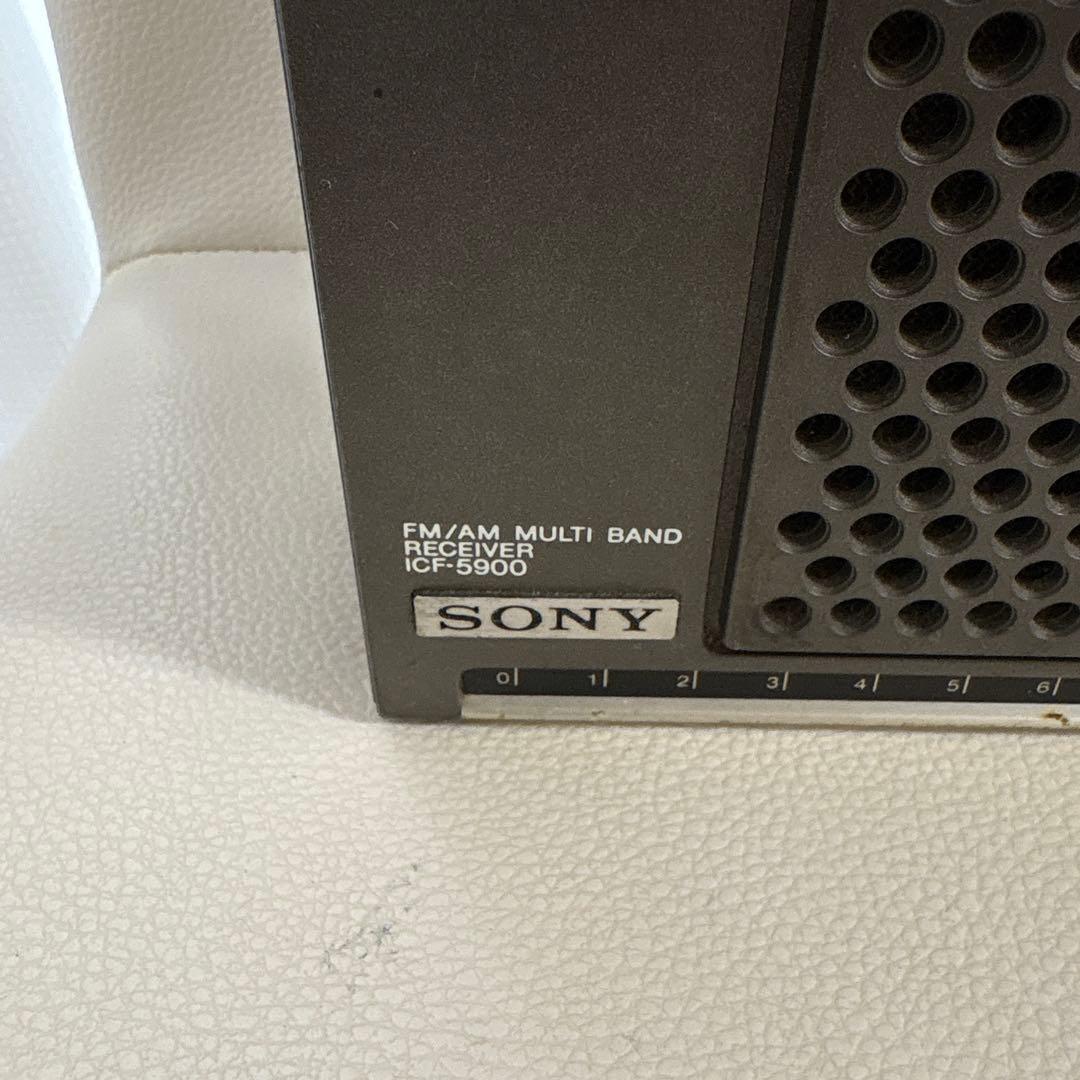 FM/AM MULTI BAND
RECEIVER
ICF-5900
SONY
0 1 2 3 4 5 6